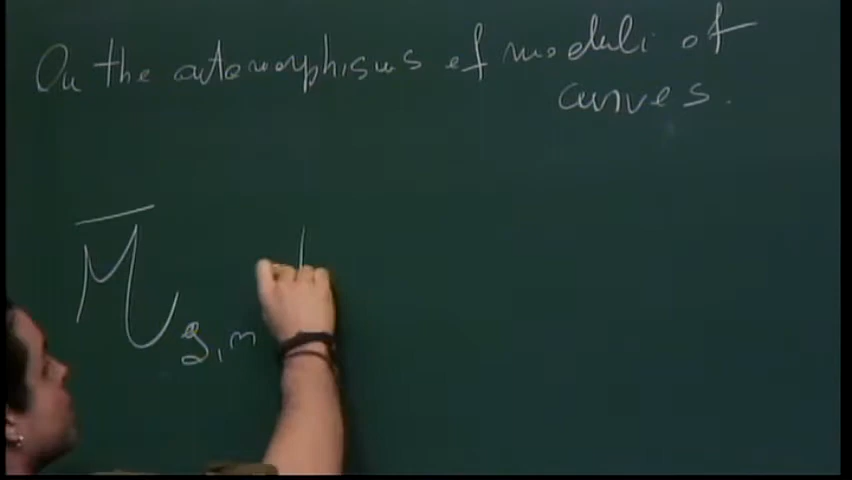 On the automorphisms of moduli of
curves.
M̅_{g,n}